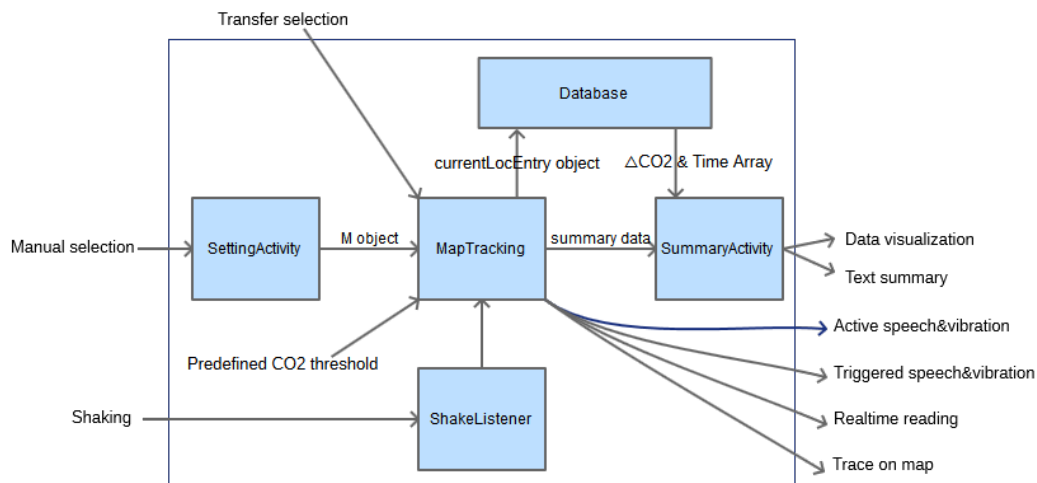 Transfer selection
Database
currentLocEntry object
△CO2 & Time Array
Manual selection
SettingActivity
M object
MapTracking
summary data
SummaryActivity
Data visualization
Text summary
Active speech&vibration
Predefined CO2 threshold
Triggered speech&vibration
Shaking
ShakeListener
Realtime reading
Trace on map